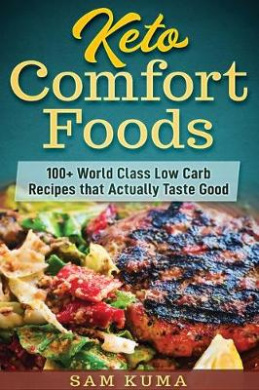 Keto
Comfort
Foods
100+ World Class Low Carb
Recipes that Actually Taste Good
SAM KUMA